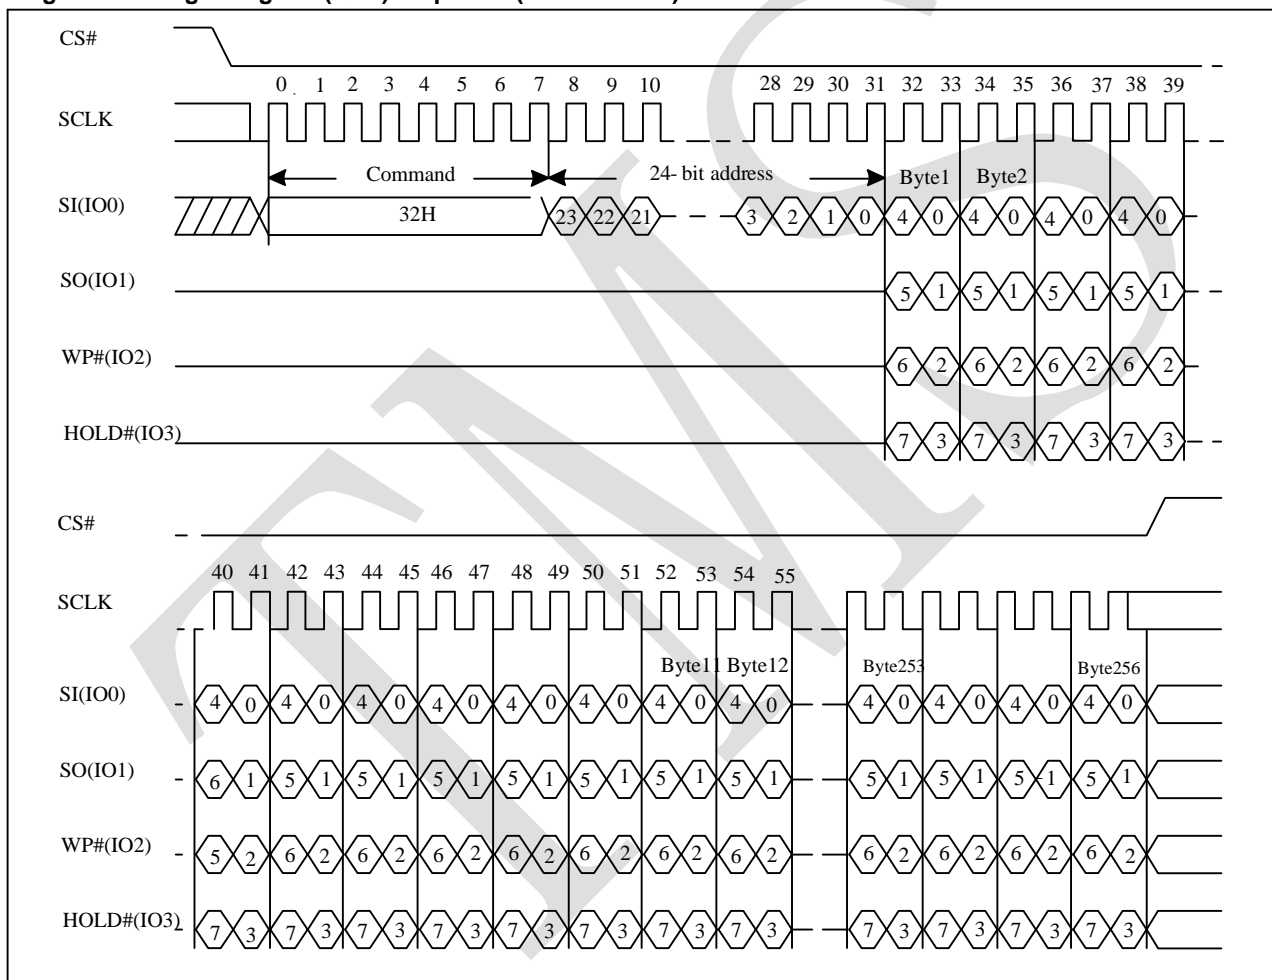 CS#
0 1 2 3 4 5 6 7 8 9 10 28 29 30 31 32 33 34 35 36 37 38 39
SCLK
Command 24- bit address Byte1 Byte2
SI(IO0) 32H 23 22 21 3 2 1 0 4 0 4 0 4 0 4 0
SO(IO1) 5 1 5 1 5 1 5 1
WP#(IO2) 6 2 6 2 6 2 6 2
HOLD#(IO3) 7 3 7 3 7 3 7 3
CS#
40 41 42 43 44 45 46 47 48 49 50 51 52 53 54 55
SCLK
Byte11 Byte12 Byte253 Byte256
SI(IO0) 4 0 4 0 4 0 4 0 4 0 4 0 4 0 4 0 4 0 4 0 4 0 4 0
SO(IO1) 6 1 5 1 5 1 5 1 5 1 5 1 5 1 5 1 5 1 5 1 5 1 5 1
WP#(IO2) 5 2 6 2 6 2 6 2 6 2 6 2 6 2 6 2 6 2 6 2 6 2 6 2
HOLD#(IO3) 7 3 7 3 7 3 7 3 7 3 7 3 7 3 7 3 7 3 7 3 7 3 7 3
TMS